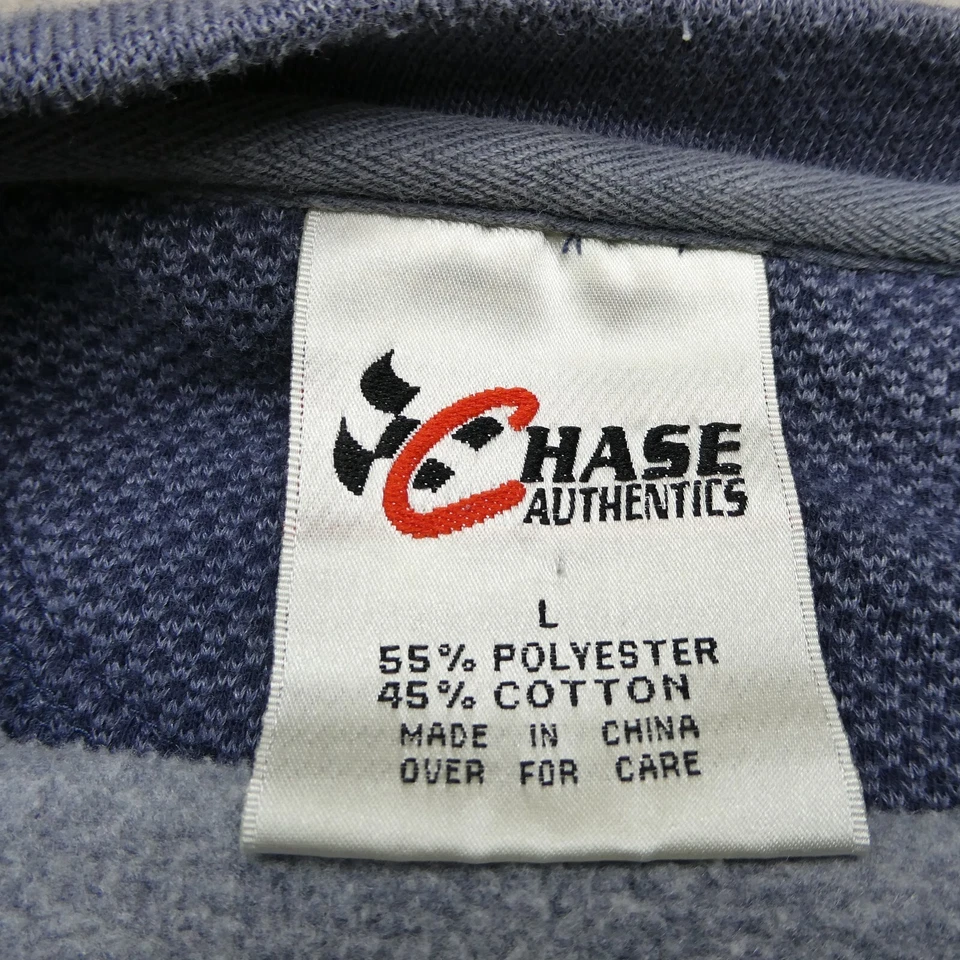 CHASE
AUTHENTICS
L
55% POLYESTER
45% COTTON
MADE IN CHINA
OVER FOR CARE